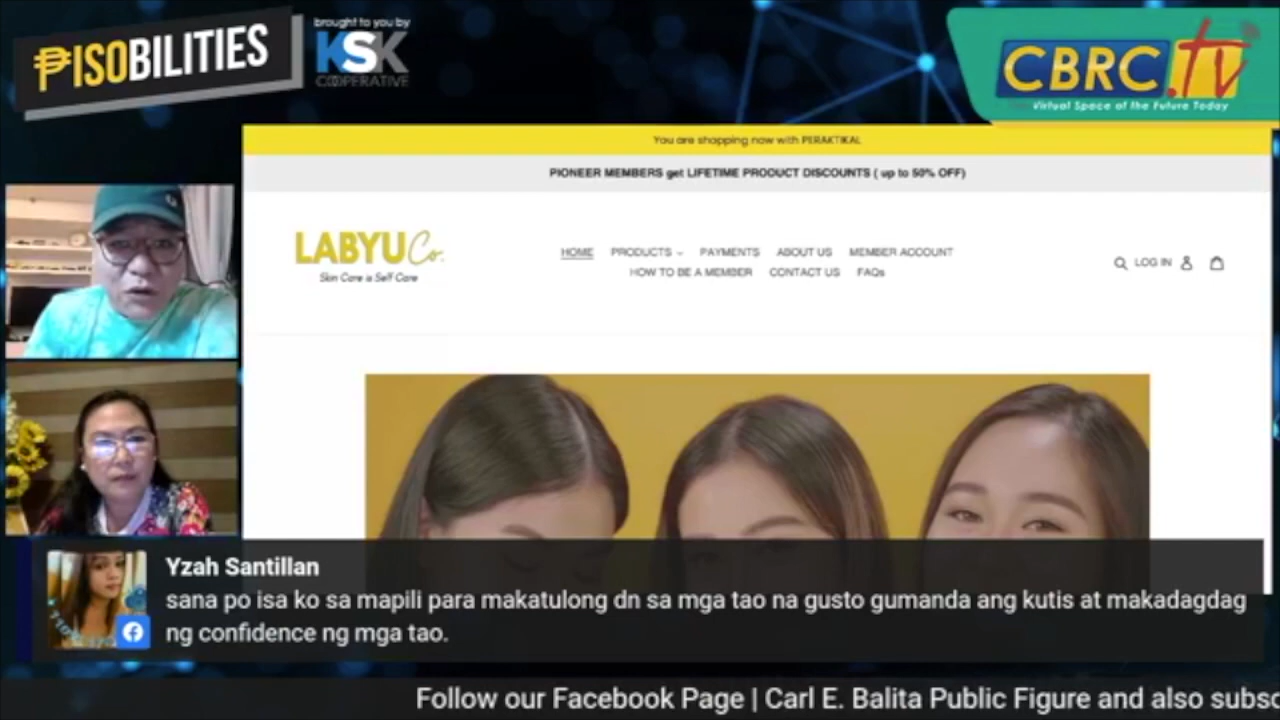 ₱ISOBILITIES
brought to you by
KSK
COOPERATIVE
CBRC.tv
Virtual Space of the Future Today
You are shopping now with PERAKTIKAL
PIONEER MEMBERS get LIFETIME PRODUCT DISCOUNTS ( up to 50% OFF)
LABYU Co.
Skin Care is Self Care
HOME PRODUCTS PAYMENTS ABOUT US MEMBER ACCOUNT
HOW TO BE A MEMBER CONTACT US FAQs
LOG IN
Yzah Santillan
sana po isa ko sa mapili para makatulong dn sa mga tao na gusto gumanda ang kutis at makadagdag
ng confidence ng mga tao.
Follow our Facebook Page | Carl E. Balita Public Figure and also subsc